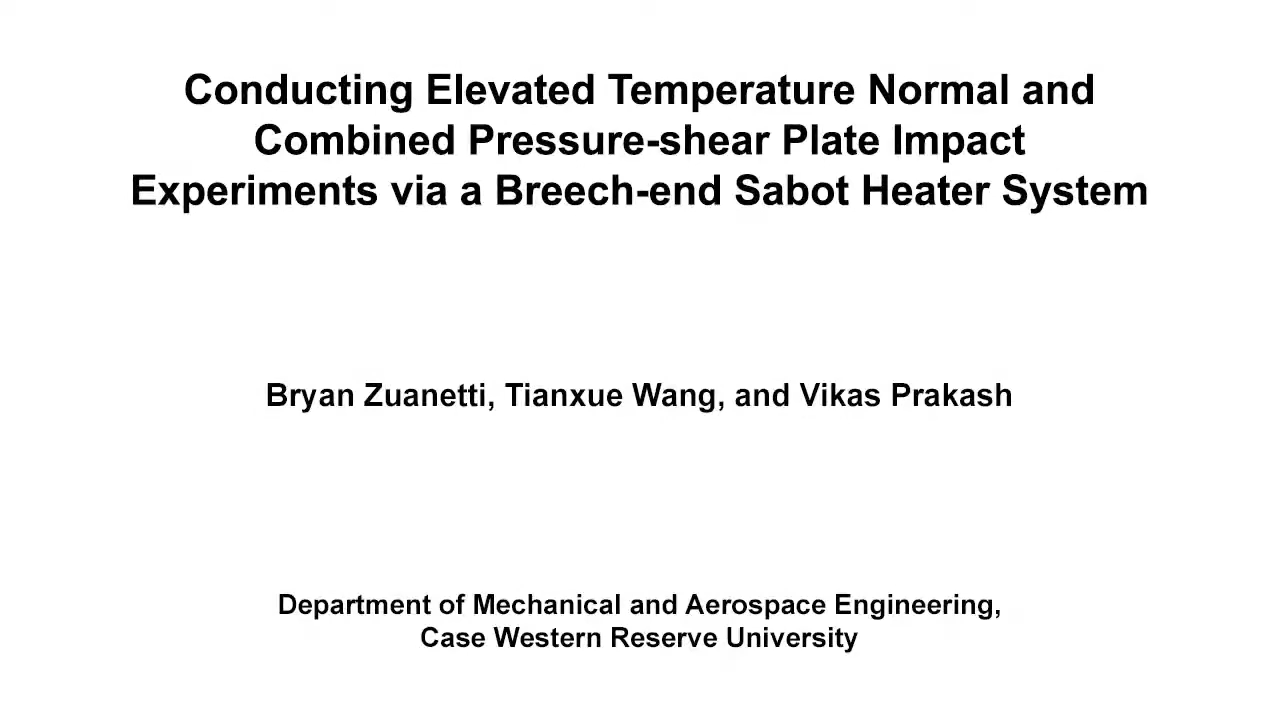 Conducting Elevated Temperature Normal and
Combined Pressure-shear Plate Impact
Experiments via a Breech-end Sabot Heater System
Bryan Zuanetti, Tianxue Wang, and Vikas Prakash
Department of Mechanical and Aerospace Engineering,
Case Western Reserve University